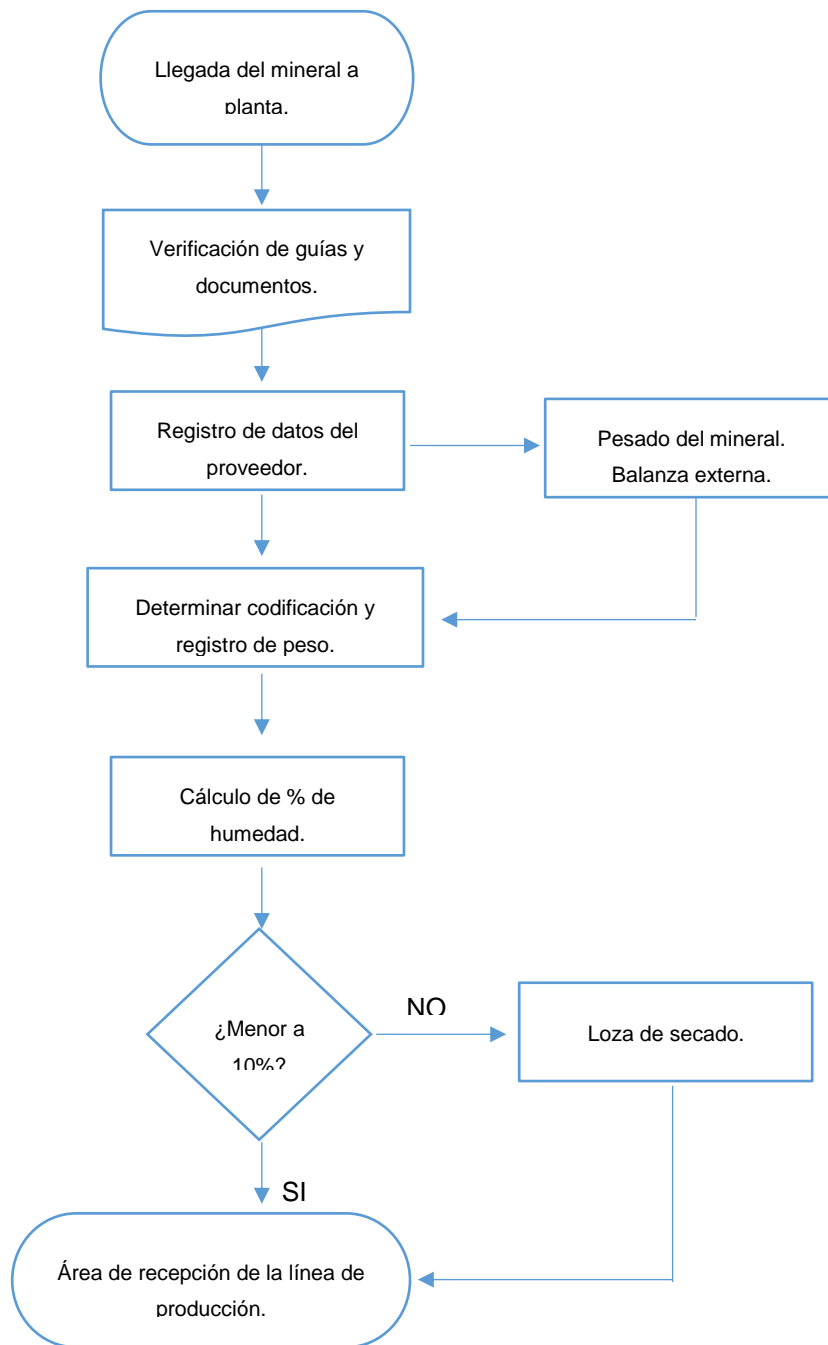 Llegada del mineral a
planta.
Verificación de guías y
documentos.
Registro de datos del
proveedor.
Pesado del mineral.
Balanza externa.
Determinar codificación y
registro de peso.
Cálculo de % de
humedad.
¿Menor a
10%?
NO
Loza de secado.
SI
Área de recepción de la línea de
producción.